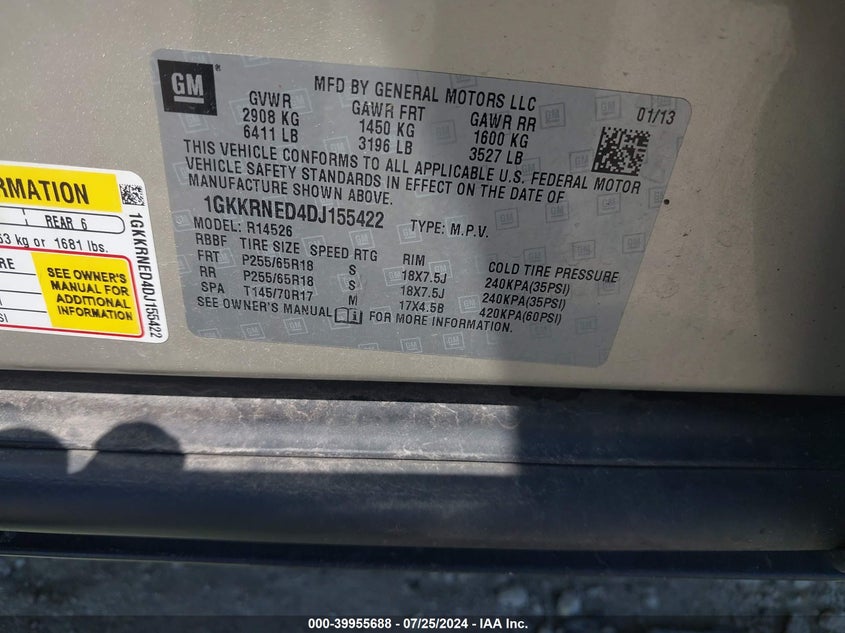 GM
MFD BY GENERAL MOTORS LLC
01/13
GVWR GAWR FRT GAWR RR
2908 KG 1450 KG 1600 KG
6411 LB 3196 LB 3527 LB
THIS VEHICLE CONFORMS TO ALL APPLICABLE U.S. FEDERAL MOTOR
VEHICLE SAFETY STANDARDS IN EFFECT ON THE DATE OF
MANUFACTURE SHOWN ABOVE.
1GKKRNED4DJ155422 TYPE: M.P.V.
MODEL: R14526
RBBF TIRE SIZE SPEED RTG RIM COLD TIRE PRESSURE
FRT P255/65R18 S 18X7.5J 240KPA(35PSI)
RR P255/65R18 S 18X7.5J 240KPA(35PSI)
SPA T145/70R17 M 17X4.5B 420KPA(60PSI)
SEE OWNER'S MANUAL FOR MORE INFORMATION.
RMATION
REAR 6
63 kg or 1681 lbs.
RE
SEE OWNER'S
MANUAL FOR
ADDITIONAL
INFORMATION
1GKKRNED4DJ155422
000-39955688 - 07/25/2024 - IAA Inc.